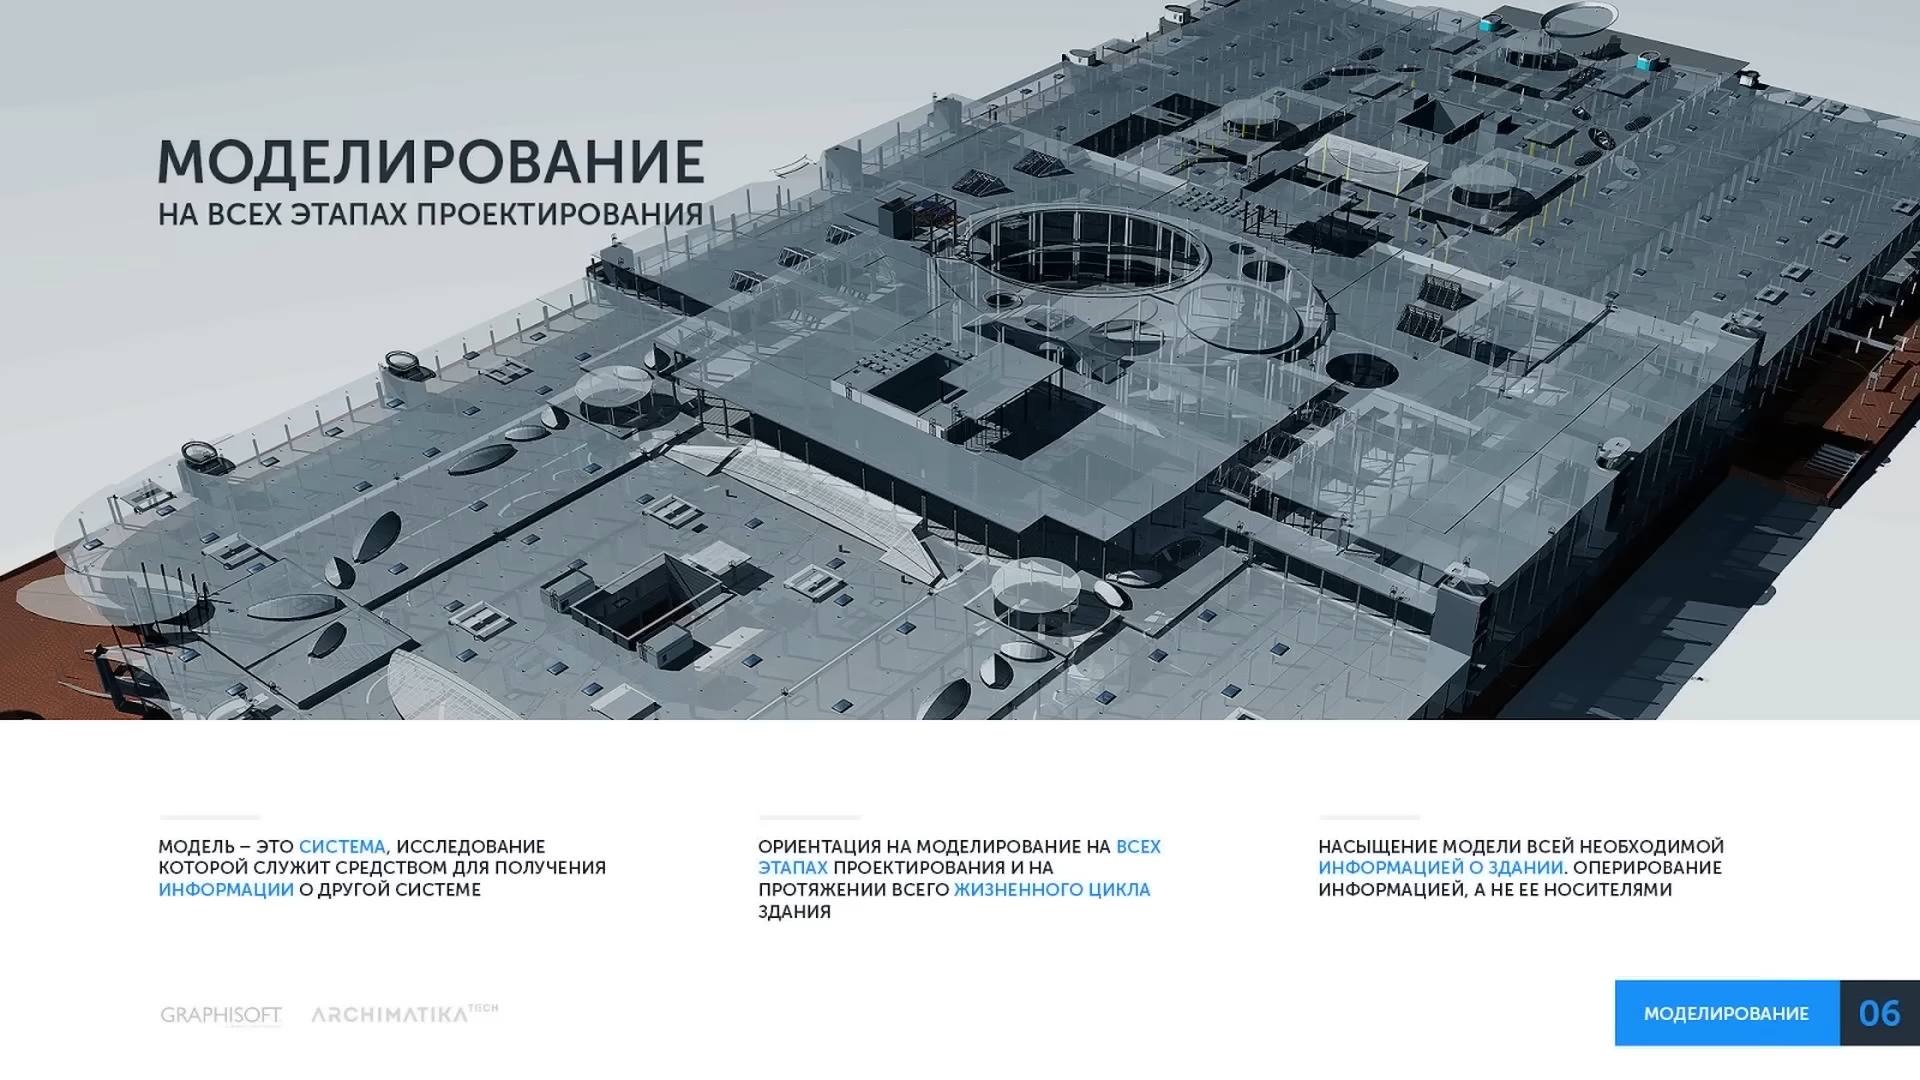 МОДЕЛИРОВАНИЕ
НА ВСЕХ ЭТАПАХ ПРОЕКТИРОВАНИЯ
МОДЕЛЬ – ЭТО СИСТЕМА, ИССЛЕДОВАНИЕ
КОТОРОЙ СЛУЖИТ СРЕДСТВОМ ДЛЯ ПОЛУЧЕНИЯ
ИНФОРМАЦИИ О ДРУГОЙ СИСТЕМЕ
ОРИЕНТАЦИЯ НА МОДЕЛИРОВАНИЕ НА ВСЕХ
ЭТАПАХ ПРОЕКТИРОВАНИЯ И НА
ПРОТЯЖЕНИИ ВСЕГО ЖИЗНЕННОГО ЦИКЛА
ЗДАНИЯ
НАСЫЩЕНИЕ МОДЕЛИ ВСЕЙ НЕОБХОДИМОЙ
ИНФОРМАЦИЕЙ О ЗДАНИИ. ОПЕРИРОВАНИЕ
ИНФОРМАЦИЕЙ, А НЕ ЕЕ НОСИТЕЛЯМИ
GRAPHISOFT
ARCHIMATIKA TECH
МОДЕЛИРОВАНИЕ 06